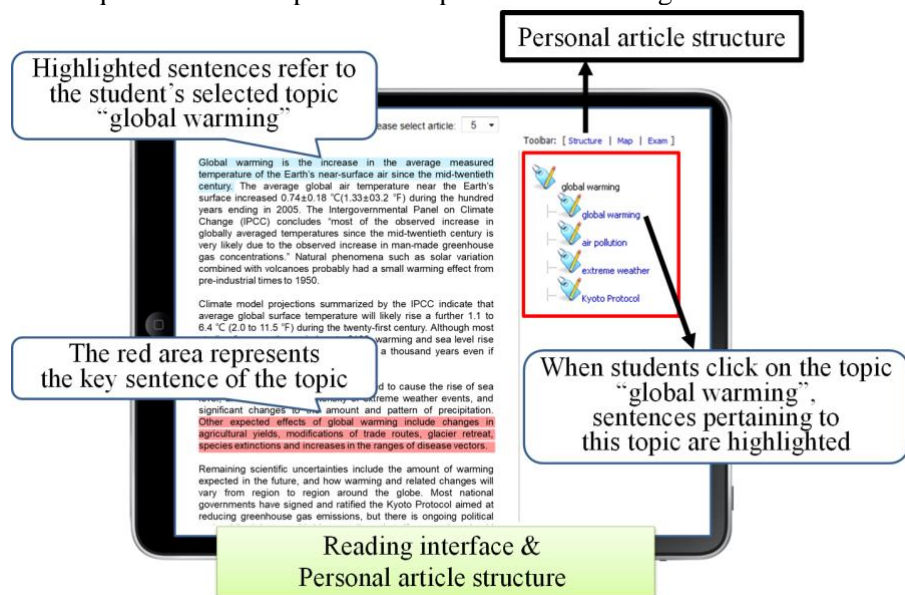 Personal article structure
Highlighted sentences refer to
the student's selected topic
"global warming"
ease select article: 5
Toolbar: [ Structure | Map | Exam ]
Global warming is the increase in the average measured
temperature of the Earth's near-surface air since the mid-twentieth
century. The average global air temperature near the Earth's
surface increased 0.74±0.18 °C(1.33±03.2 °F) during the hundred
years ending in 2005. The Intergovernmental Panel on Climate
Change (IPCC) concludes "most of the observed increase in
globally averaged temperatures since the mid-twentieth century is
very likely due to the observed increase in man-made greenhouse
gas concentrations." Natural phenomena such as solar variation
combined with volcanoes probably had a small warming effect from
pre-industrial times to 1950.
Climate model projections summarized by the IPCC indicate that
average global surface temperature will likely rise a further 1.1 to
6.4 °C (2.0 to 11.5 °F) during the twenty-first century. Although most
warming and sea level rise
a thousand years even if
The red area represents
the key sentence of the topic
d to cause the rise of sea
extreme weather events, and
significant changes to the amount and pattern of precipitation.
Other expected effects of global warming include changes in
agricultural yields, modifications of trade routes, glacier retreat,
species extinctions and increases in the ranges of disease vectors.
Remaining scientific uncertainties include the amount of warming
expected in the future, and how warming and related changes will
vary from region to region around the globe. Most national
governments have signed and ratified the Kyoto Protocol aimed at
reducing greenhouse gas emissions, but there is ongoing political
global warming
global warming
air pollution
extreme weather
Kyoto Protocol
When students click on the topic
"global warming",
sentences pertaining to
this topic are highlighted
Reading interface &
Personal article structure